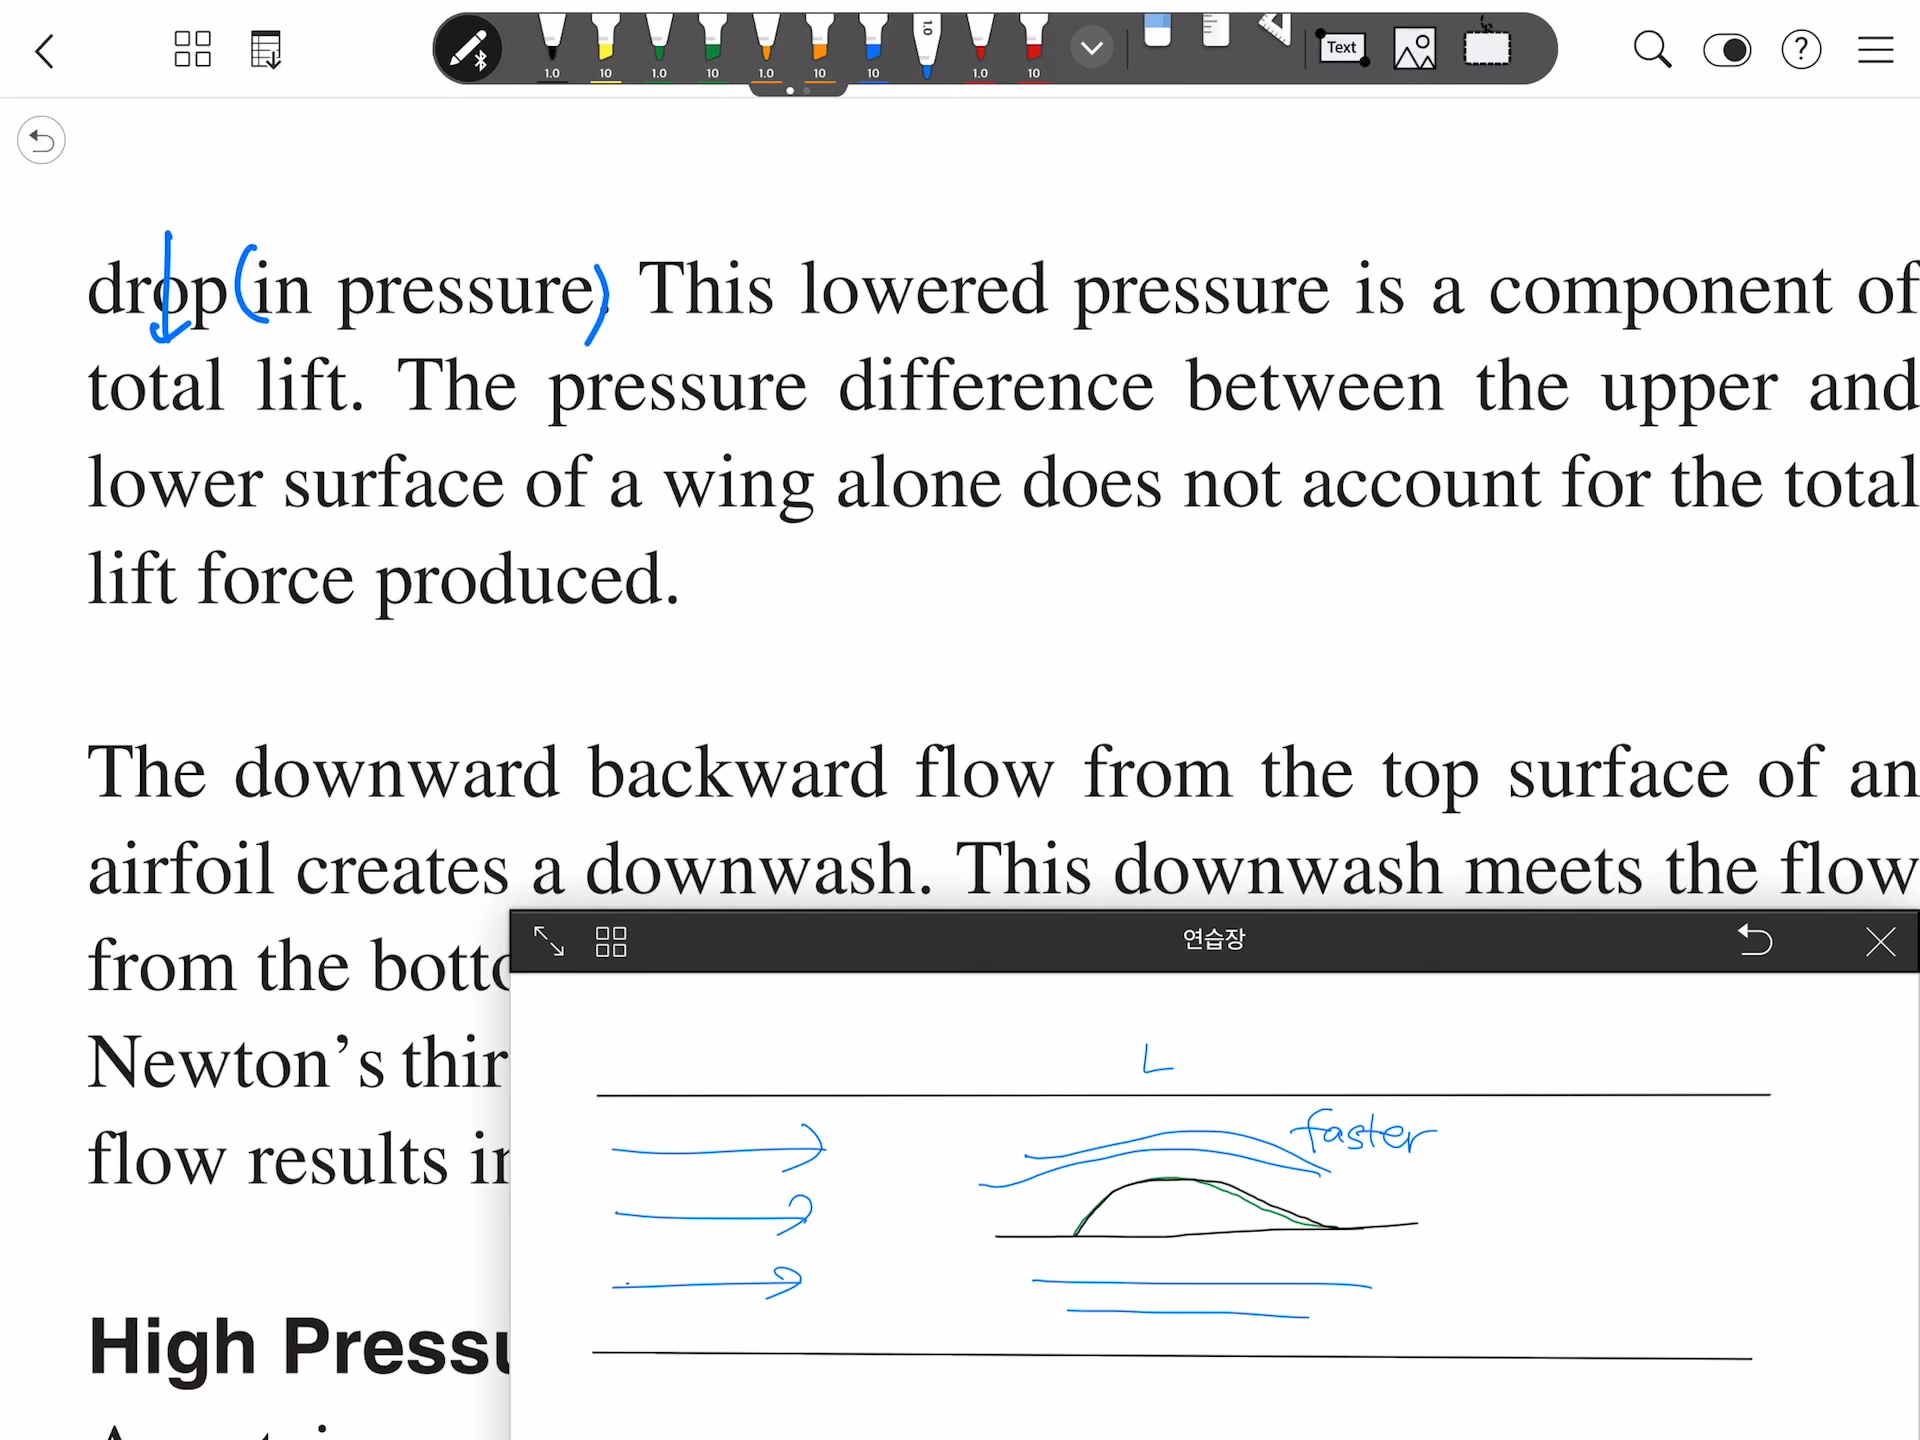 1.0 10 1.0 10 1.0 10 10 1.0 1.0 10 Text
drop (in pressure). This lowered pressure is a component of
total lift. The pressure difference between the upper and
lower surface of a wing alone does not account for the total
lift force produced.
The downward backward flow from the top surface of an
airfoil creates a downwash. This downwash meets the flow
from the botto
Newton’s thir
flow results in
High Pressu
연습장
L
faster